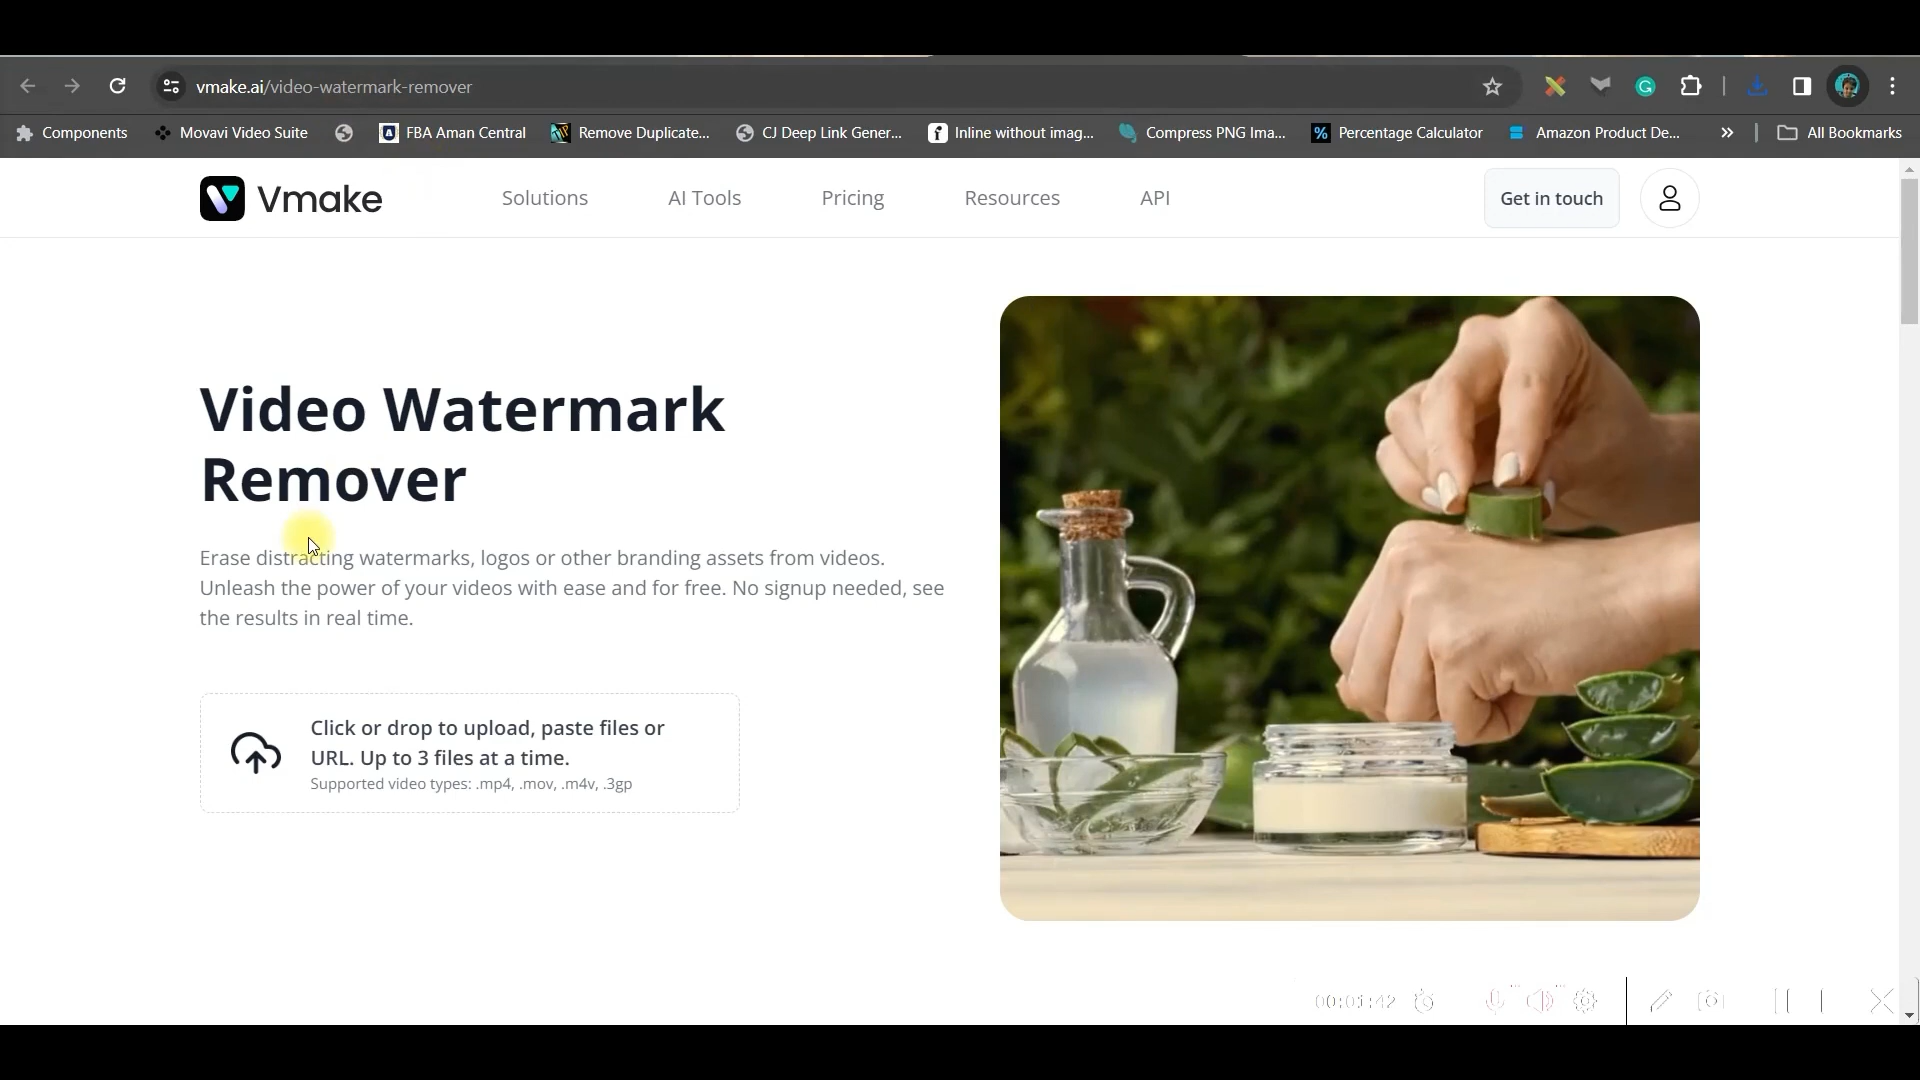 vmake.ai/video-watermark-remover
Components
Movavi Video Suite
FBA Aman Central
Remove Duplicate...
CJ Deep Link Gener...
Inline without imag...
Compress PNG Ima...
Percentage Calculator
Amazon Product De...
»
All Bookmarks
Vmake
Solutions
AI Tools
Pricing
Resources
API
Get in touch
Video Watermark
Remover
Erase distracting watermarks, logos or other branding assets from videos.
Unleash the power of your videos with ease and for free. No signup needed, see
the results in real time.
Click or drop to upload, paste files or
URL. Up to 3 files at a time.
Supported video types: .mp4, .mov, .m4v, .3gp
00:01:42